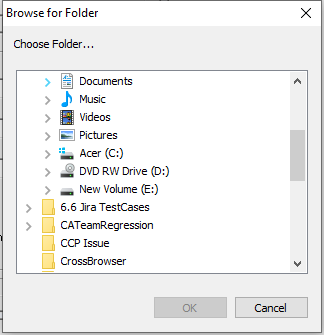 Browse for Folder
Choose Folder...
Documents
Music
Videos
Pictures
Acer (C:)
DVD RW Drive (D:)
New Volume (E:)
6.6 Jira TestCases
CATeamRegression
CCP Issue
CrossBrowser
OK
Cancel